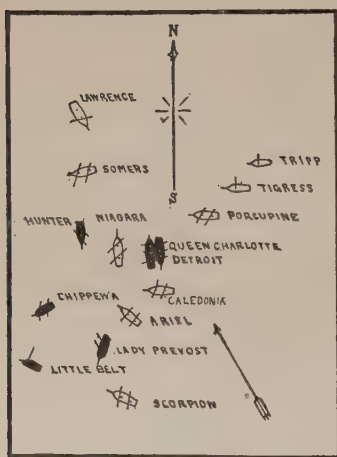 N
LAWRENCE
SOMERS
TRIPP
TIGRESS
S
HUNTER NIAGARA PORCUPINE
QUEEN CHARLOTTE
DETROIT
CHIPPEWA CALEDONIA
ARIEL
LADY PREVOST
LITTLE BELT
SCORPION